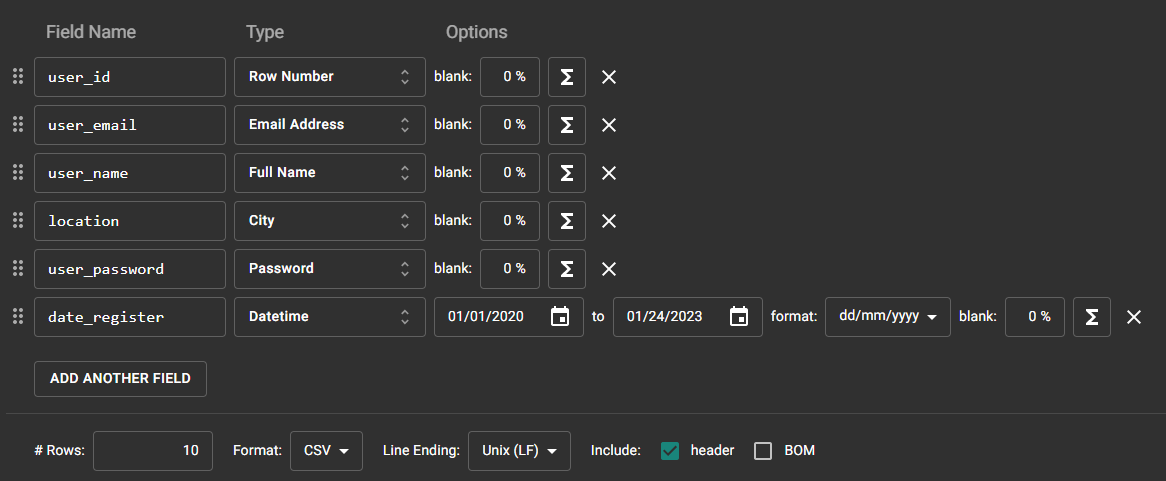 Field Name Type Options
user_id Row Number blank: 0 % Σ
user_email Email Address blank: 0 % Σ
user_name Full Name blank: 0 % Σ
location City blank: 0 % Σ
user_password Password blank: 0 % Σ
date_register Datetime 01/01/2020 to 01/24/2023 format: dd/mm/yyyy blank: 0 % Σ
ADD ANOTHER FIELD
# Rows: 10 Format: CSV Line Ending: Unix (LF) Include: header BOM